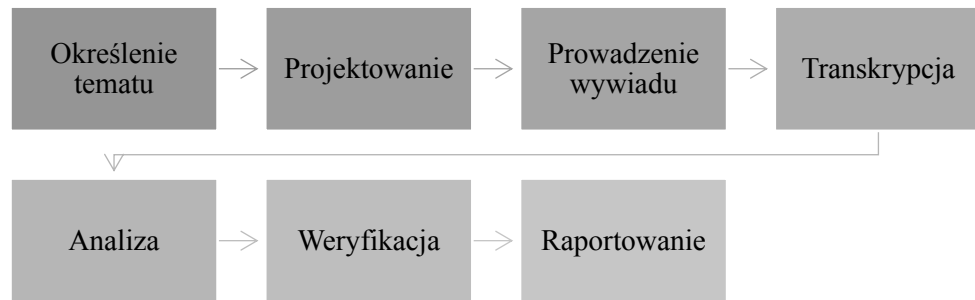 Określenie
tematu
Projektowanie
Prowadzenie
wywiadu
Transkrypcja
Analiza
Weryfikacja
Raportowanie